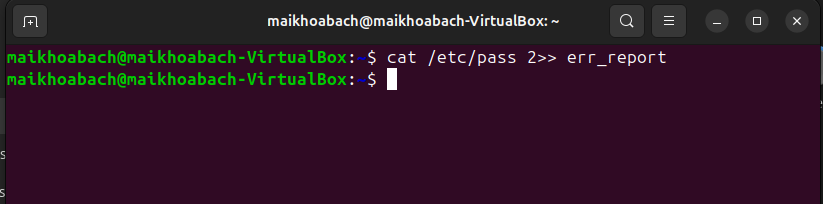 maikhoabach@maikhoabach-VirtualBox: ~
maikhoabach@maikhoabach-VirtualBox:~$ cat /etc/pass 2>> err_report
maikhoabach@maikhoabach-VirtualBox:~$